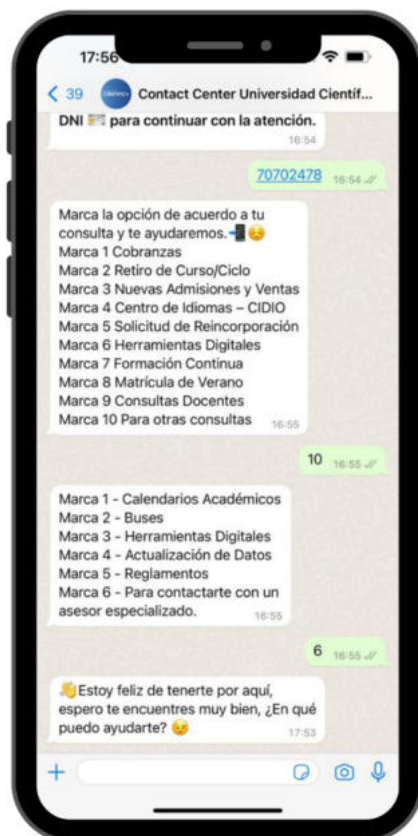 17:56
39
Contact Center Universidad Científ...
DNI 🪪 para continuar con la atención.
16:54
70702478 16:54
Marca la opción de acuerdo a tu
consulta y te ayudaremos.📲☺️
Marca 1 Cobranzas
Marca 2 Retiro de Curso/Ciclo
Marca 3 Nuevas Admisiones y Ventas
Marca 4 Centro de Idiomas – CIDIO
Marca 5 Solicitud de Reincorporación
Marca 6 Herramientas Digitales
Marca 7 Formación Continua
Marca 8 Matrícula de Verano
Marca 9 Consultas Docentes
Marca 10 Para otras consultas 16:55
10 16:55
Marca 1 - Calendarios Académicos
Marca 2 - Buses
Marca 3 - Herramientas Digitales
Marca 4 - Actualización de Datos
Marca 5 - Reglamentos
Marca 6 - Para contactarte con un
asesor especializado. 16:55
6 16:55
👋Estoy feliz de tenerte por aquí,
espero te encuentres muy bien, ¿En qué
puedo ayudarte? 😉 17:53